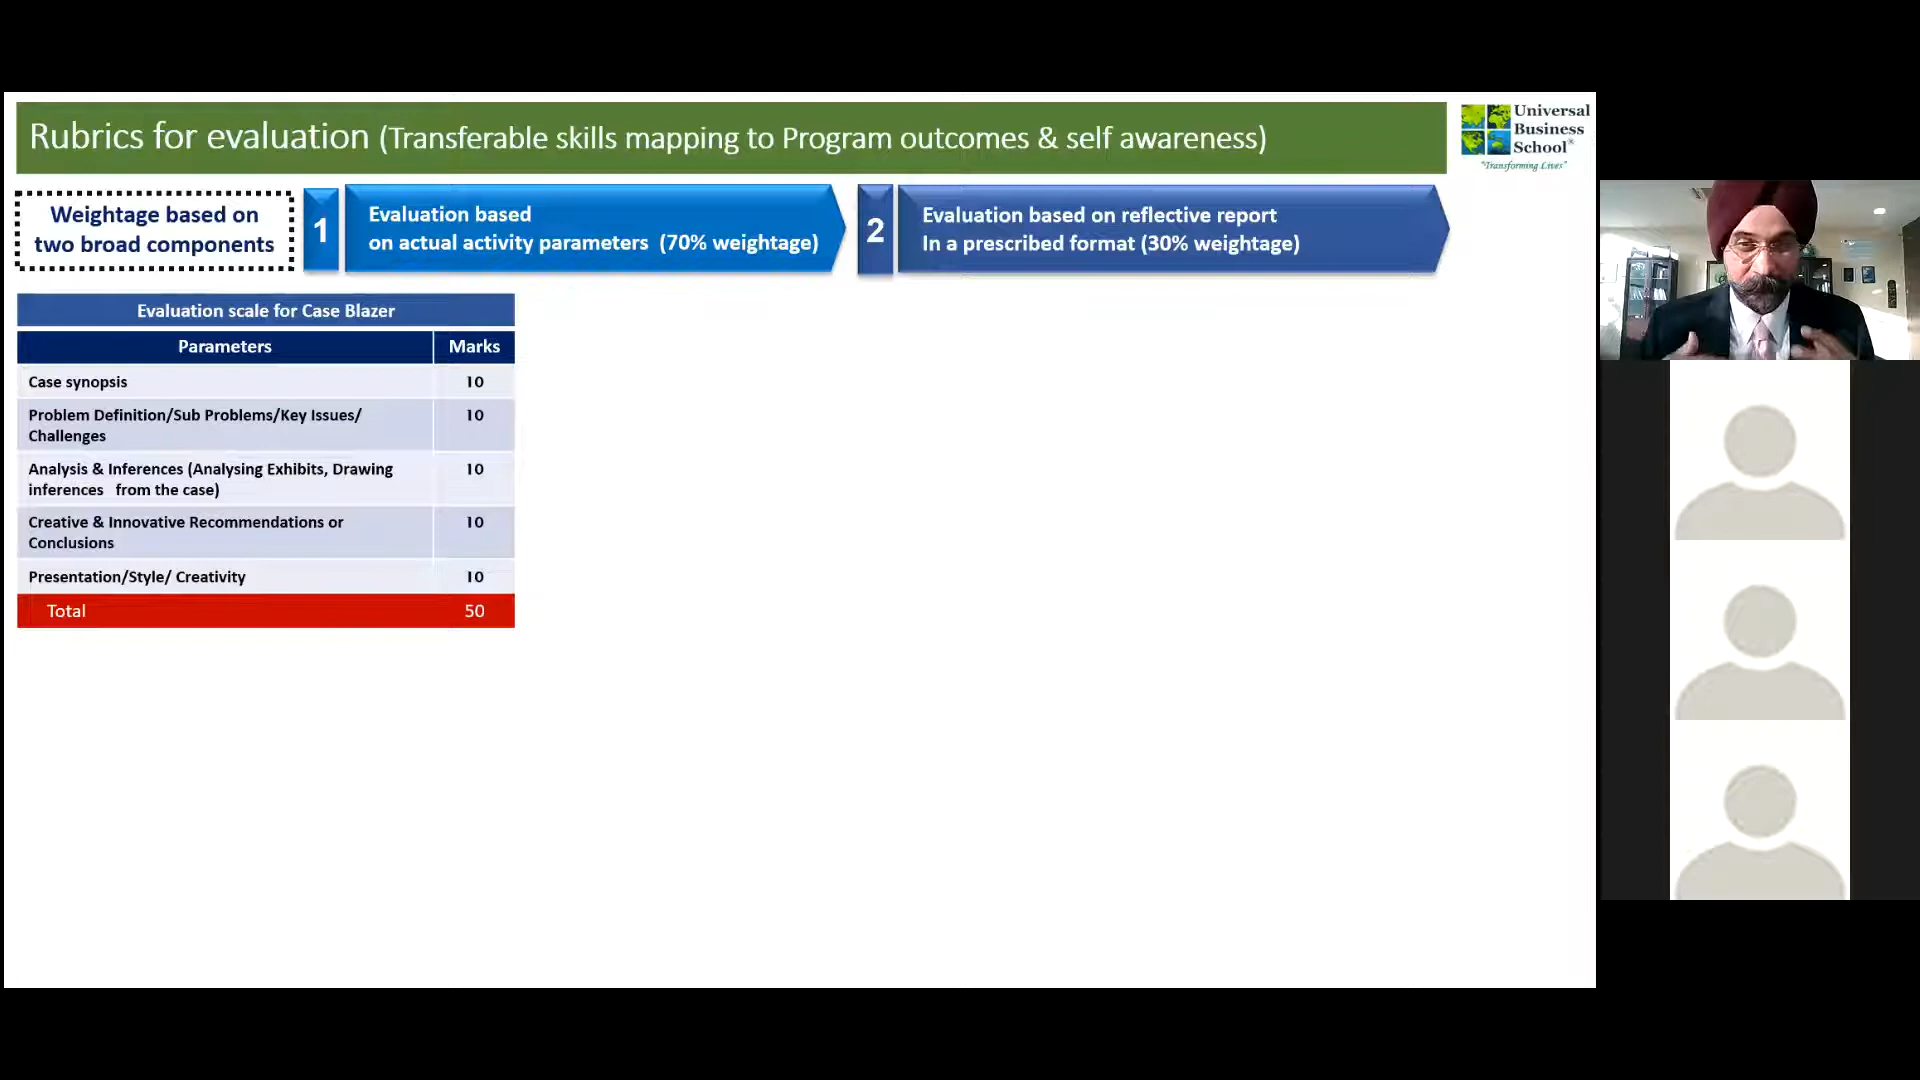 Rubrics for evaluation (Transferable skills mapping to Program outcomes & self awareness)
Universal
Business
School®
"Transforming Lives"
Weightage based on
two broad components
1
Evaluation based
on actual activity parameters (70% weightage)
2
Evaluation based on reflective report
In a prescribed format (30% weightage)
Evaluation scale for Case Blazer
Parameters Marks
Case synopsis 10
Problem Definition/Sub Problems/Key Issues/ 10
Challenges
Analysis & Inferences (Analysing Exhibits, Drawing 10
inferences from the case)
Creative & Innovative Recommendations or 10
Conclusions
Presentation/Style/ Creativity 10
Total 50